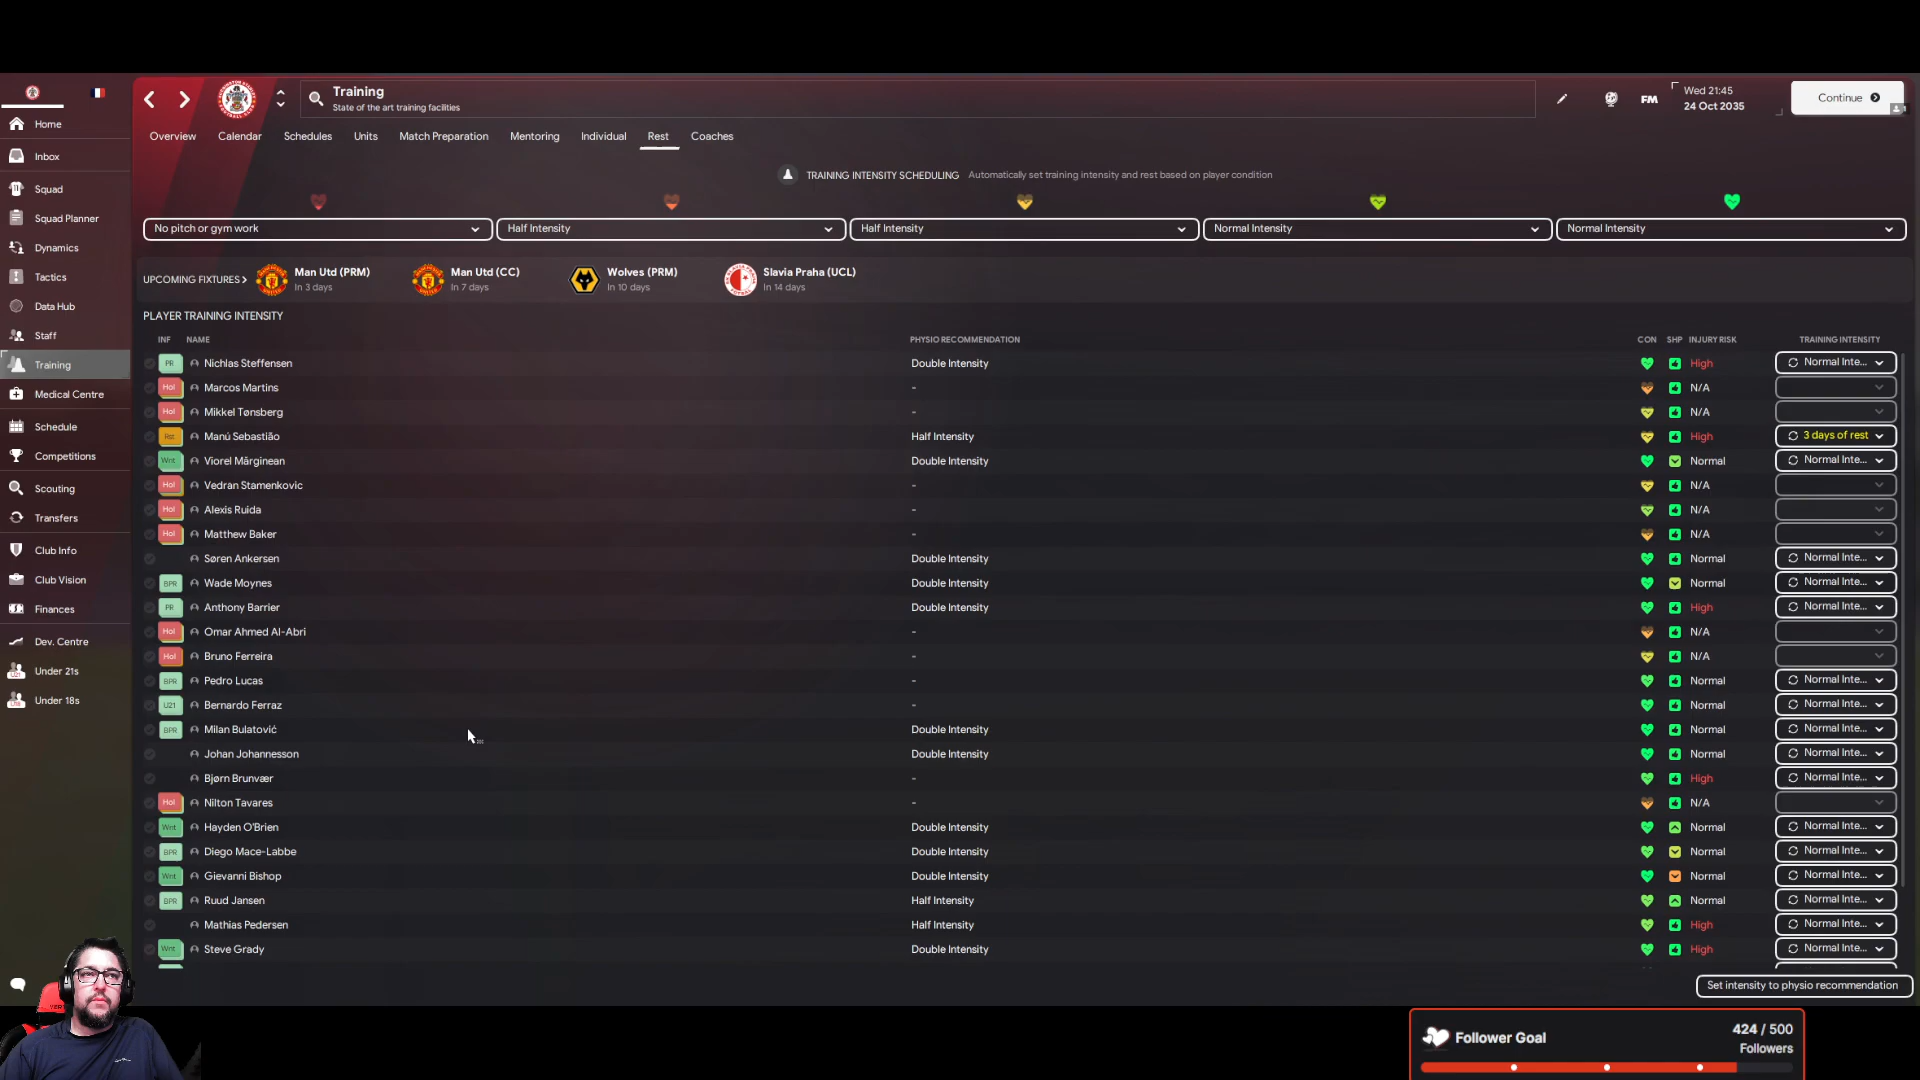 Training
State of the art training facilities
FM
Wed 21:45
24 Oct 2035
Continue
Home
Inbox
Squad
Squad Planner
Dynamics
Tactics
Data Hub
Staff
Training
Medical Centre
Schedule
Competitions
Scouting
Transfers
Club Info
Club Vision
Finances
Dev. Centre
Under 21s
Under 18s
Overview Calendar Schedules Units Match Preparation Mentoring Individual Rest Coaches
TRAINING INTENSITY SCHEDULING Automatically set training intensity and rest based on player condition
No pitch or gym work Half Intensity Half Intensity Normal Intensity Normal Intensity
UPCOMING FIXTURES > Man Utd (PRM) Man Utd (CC) Wolves (PRM) Slavia Praha (UCL)
In 3 days In 7 days In 10 days In 14 days
PLAYER TRAINING INTENSITY
INF NAME PHYSIO RECOMMENDATION CON SHP INJURY RISK TRAINING INTENSITY
PR Nichlas Steffensen Double Intensity High Normal Inte...
Hol Marcos Martins - N/A
Hol Mikkel Tønsberg - N/A
Rst Manú Sebastião Half Intensity High 3 days of rest
Wnt Viorel Mărginean Double Intensity Normal Normal Inte...
Hol Vedran Stamenkovic - N/A
Hol Alexis Ruida - N/A
Hol Matthew Baker - N/A
Søren Ankersen Double Intensity Normal Normal Inte...
BPR Wade Moynes Double Intensity Normal Normal Inte...
PR Anthony Barrier Double Intensity High Normal Inte...
Hol Omar Ahmed Al-Abri - N/A
Hol Bruno Ferreira - N/A
BPR Pedro Lucas - Normal Normal Inte...
U21 Bernardo Ferraz - Normal Normal Inte...
BPR Milan Bulatović Double Intensity Normal Normal Inte...
Johan Johannesson Double Intensity Normal Normal Inte...
Bjørn Brunvær - High Normal Inte...
Hol Nilton Tavares - N/A
Wnt Hayden O'Brien Double Intensity Normal Normal Inte...
BPR Diego Mace-Labbe Double Intensity Normal Normal Inte...
Wnt Gievanni Bishop Double Intensity Normal Normal Inte...
BPR Ruud Jansen Half Intensity Normal Normal Inte...
Mathias Pedersen Half Intensity High Normal Inte...
Wnt Steve Grady Double Intensity High Normal Inte...
Set intensity to physio recommendation
Follower Goal 424 / 500
Followers